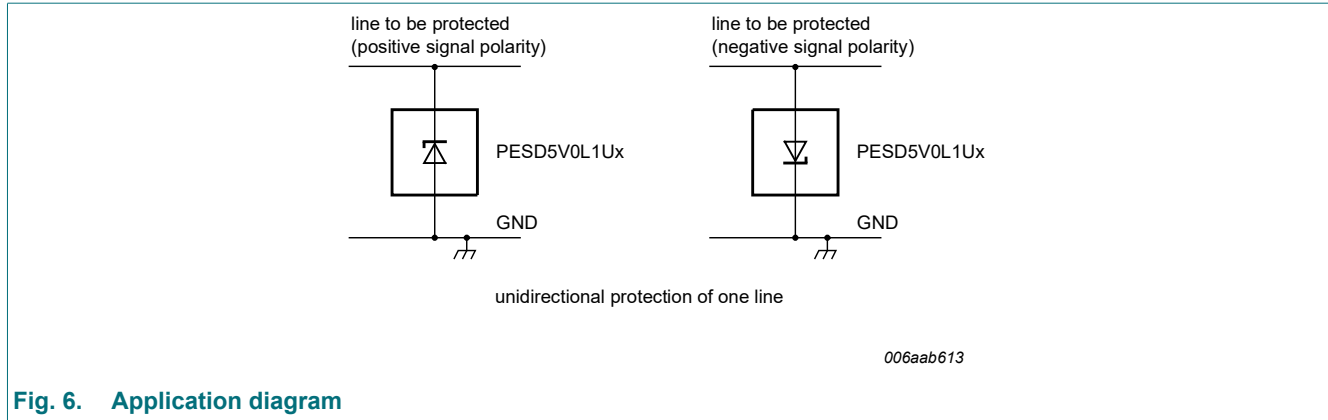 line to be protected
(positive signal polarity)
line to be protected
(negative signal polarity)
PESD5V0L1Ux
PESD5V0L1Ux
GND
GND
unidirectional protection of one line
006aab613
Fig. 6. Application diagram